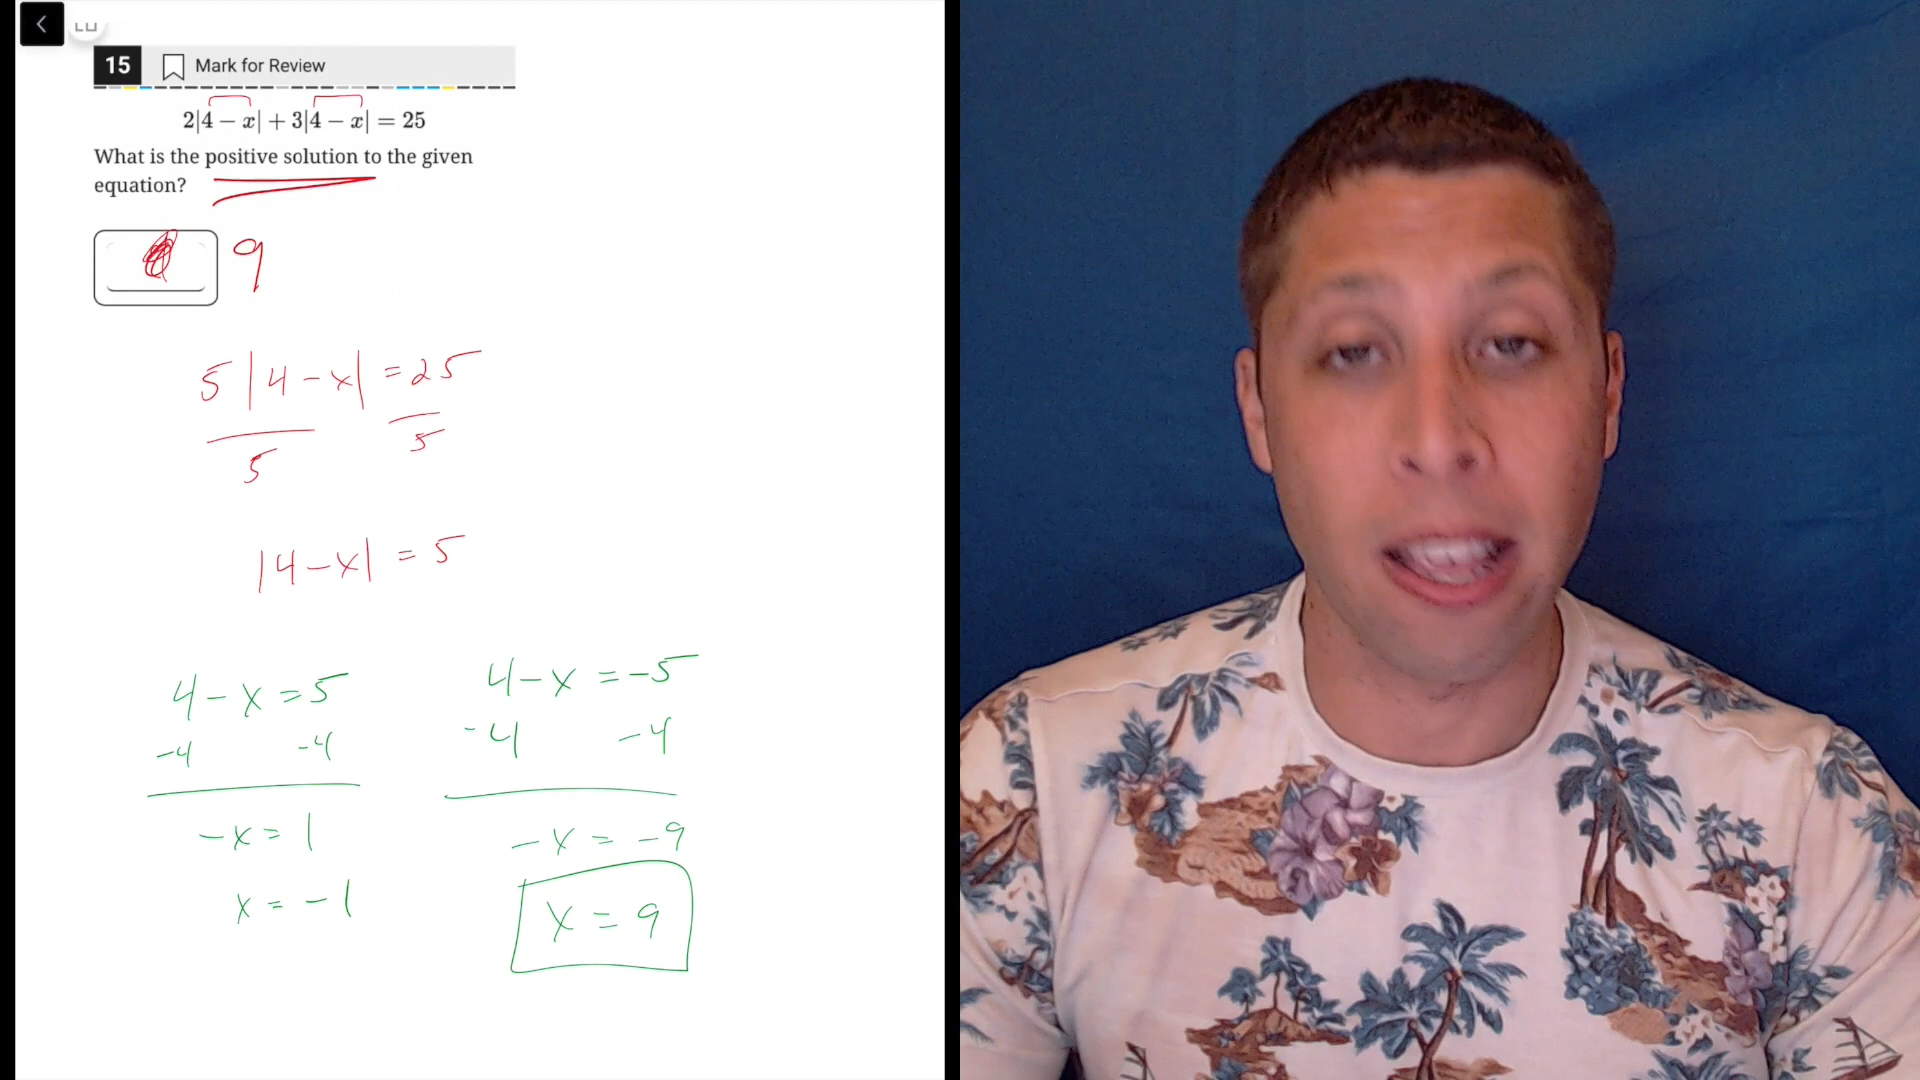 15 Mark for Review
2|4 − x| + 3|4 − x| = 25
What is the positive solution to the given
equation?
9
5|4-x| = 25
5 5
|4-x| = 5
4-x=5 4-x=-5
-4 -4 -4 -4
-x=1 -x=-9
x=-1 x=9